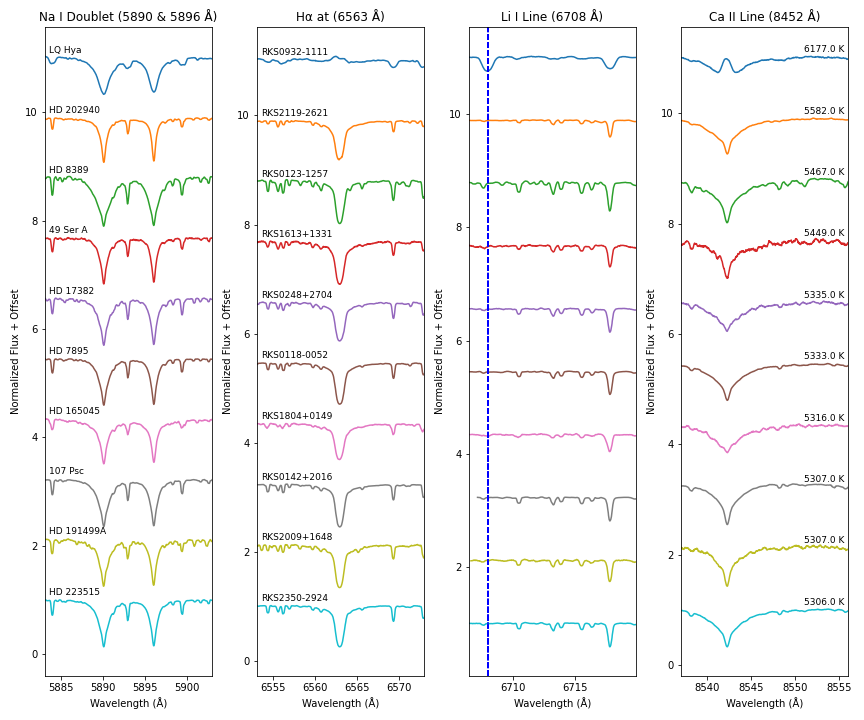 Na I Doublet (5890 & 5896 Å)
Normalized Flux + Offset
10
8
6
4
2
0
LQ Hya
HD 202940
HD 8389
49 Ser A
HD 17382
HD 7895
HD 165045
107 Psc
HD 191499A
HD 223515
5885 5890 5895 5900
Wavelength (Å)
Hα at (6563 Å)
Normalized Flux + Offset
10
8
6
4
2
0
RKS0932-1111
RKS2119-2621
RKS0123-1257
RKS1613+1331
RKS0248+2704
RKS0118-0052
RKS1804+0149
RKS0142+2016
RKS2009+1648
RKS2350-2924
6555 6560 6565 6570
Wavelength (Å)
Li I Line (6708 Å)
Normalized Flux + Offset
10
8
6
4
2
6710 6715
Wavelength (Å)
Ca II Line (8452 Å)
Normalized Flux + Offset
10
8
6
4
2
0
6177.0 K
5582.0 K
5467.0 K
5449.0 K
5335.0 K
5333.0 K
5316.0 K
5307.0 K
5307.0 K
5306.0 K
8540 8545 8550 8555
Wavelength (Å)